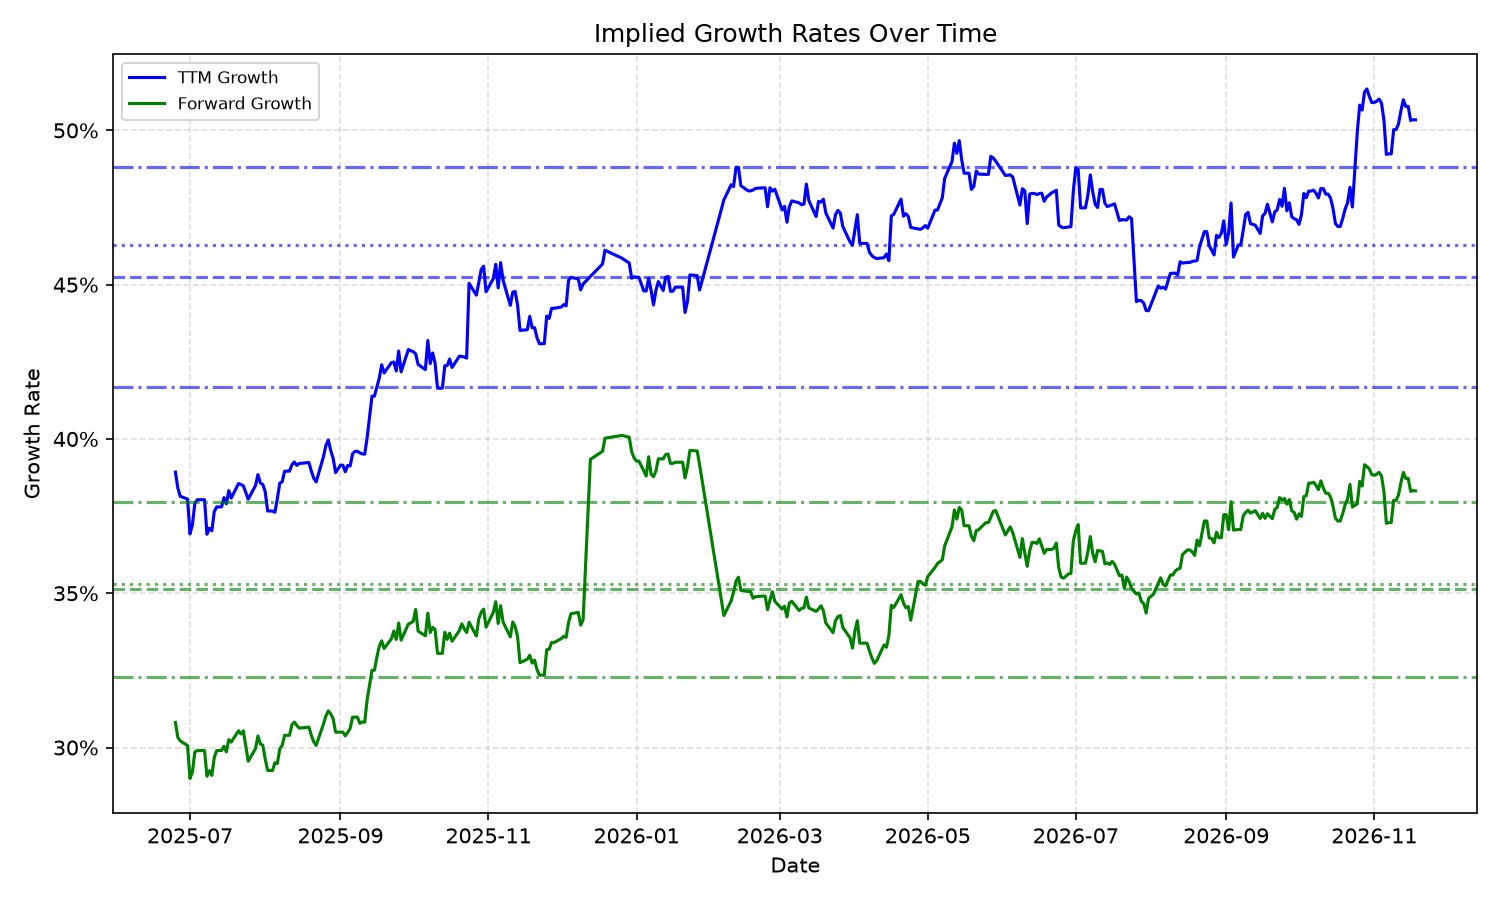 Implied Growth Rates Over Time
TTM Growth
Forward Growth
50%
45%
40%
35%
30%
Growth Rate
2025-07
2025-09
2025-11
2026-01
2026-03
2026-05
2026-07
2026-09
2026-11
Date